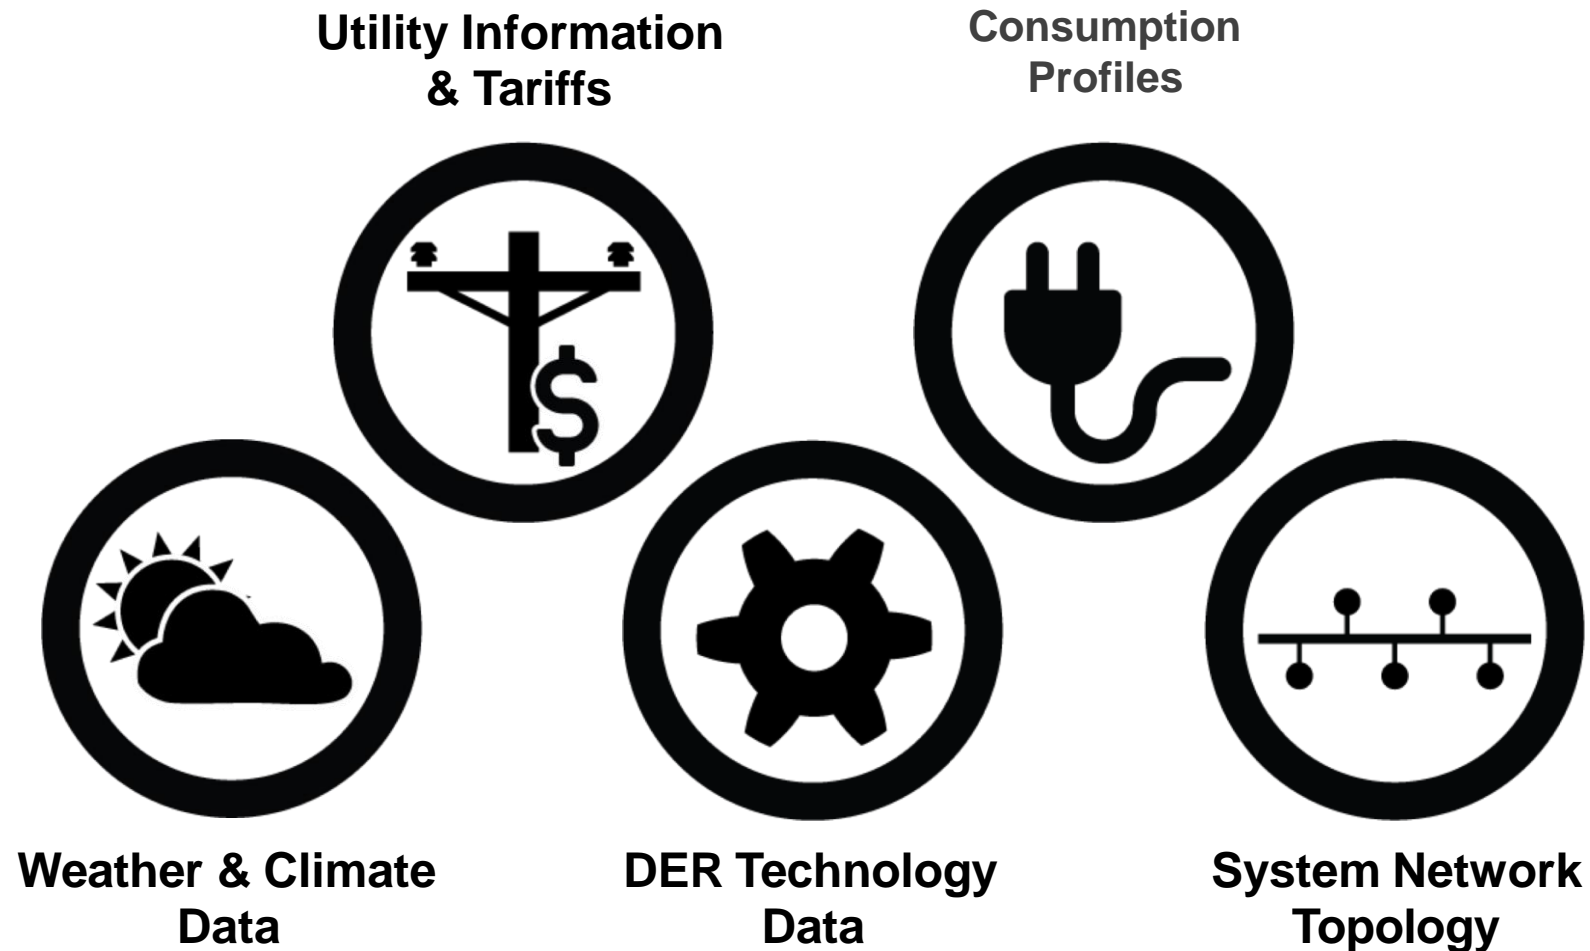 Utility Information
& Tariffs
Consumption
Profiles
$
Weather & Climate
Data
DER Technology
Data
System Network
Topology